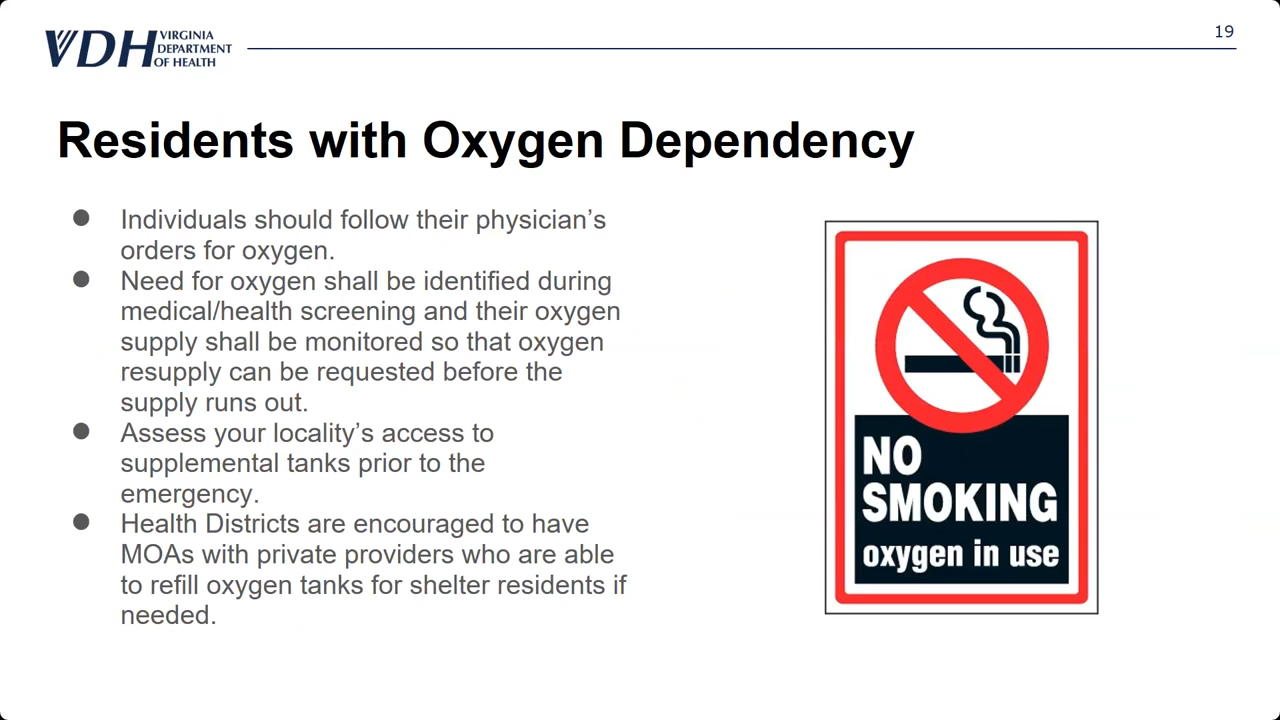 VDH VIRGINIA
DEPARTMENT
OF HEALTH
19
Residents with Oxygen Dependency
● Individuals should follow their physician’s
orders for oxygen.
● Need for oxygen shall be identified during
medical/health screening and their oxygen
supply shall be monitored so that oxygen
resupply can be requested before the
supply runs out.
● Assess your locality’s access to
supplemental tanks prior to the
emergency.
● Health Districts are encouraged to have
MOAs with private providers who are able
to refill oxygen tanks for shelter residents if
needed.
NO
SMOKING
oxygen in use